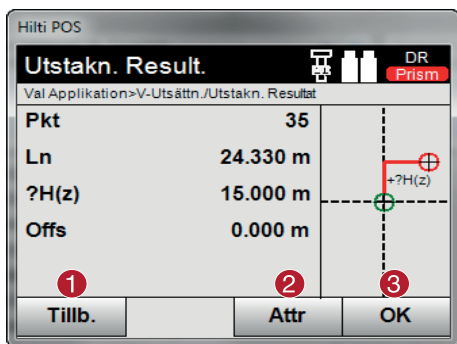 Hilti POS
Utstakn. Result.
DR
Prism
Val Applikation>V-Utsättn./Utstakn. Resultat
Pkt 35
Ln 24.330 m
?H(z) 15.000 m
Offs 0.000 m
+?H(z)
1 2 3
Tillb. Attr OK